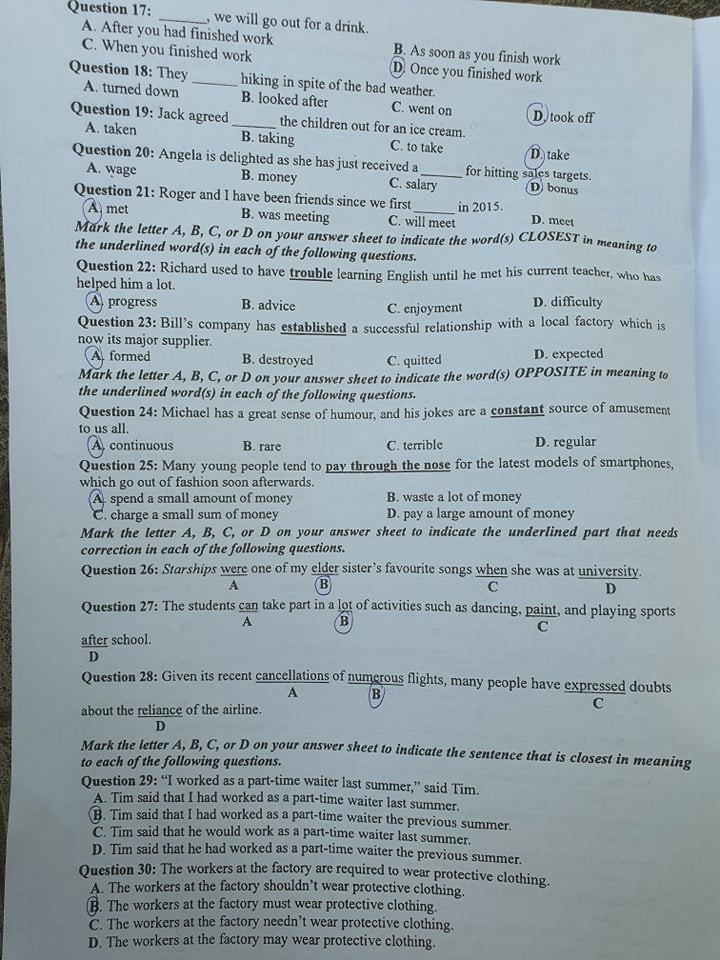 Question 17: ______, we will go out for a drink.
A. After you had finished work
B. As soon as you finish work
C. When you finished work
D. Once you finished work
Question 18: They ______ hiking in spite of the bad weather.
A. turned down B. looked after C. went on D. took off
Question 19: Jack agreed ______ the children out for an ice cream.
A. taken B. taking C. to take D. take
Question 20: Angela is delighted as she has just received a ______ for hitting sales targets.
A. wage B. money C. salary D. bonus
Question 21: Roger and I have been friends since we first ______ in 2015.
A. met B. was meeting C. will meet D. meet
Mark the letter A, B, C, or D on your answer sheet to indicate the word(s) CLOSEST in meaning to
the underlined word(s) in each of the following questions.
Question 22: Richard used to have trouble learning English until he met his current teacher, who has
helped him a lot.
A. progress B. advice C. enjoyment D. difficulty
Question 23: Bill's company has established a successful relationship with a local factory which is
now its major supplier.
A. formed B. destroyed C. quitted D. expected
Mark the letter A, B, C, or D on your answer sheet to indicate the word(s) OPPOSITE in meaning to
the underlined word(s) in each of the following questions.
Question 24: Michael has a great sense of humour, and his jokes are a constant source of amusement
to us all.
A. continuous B. rare C. terrible D. regular
Question 25: Many young people tend to pay through the nose for the latest models of smartphones,
which go out of fashion soon afterwards.
A. spend a small amount of money B. waste a lot of money
C. charge a small sum of money D. pay a large amount of money
Mark the letter A, B, C, or D on your answer sheet to indicate the underlined part that needs
correction in each of the following questions.
Question 26: Starships were one of my elder sister's favourite songs when she was at university.
A B C D
Question 27: The students can take part in a lot of activities such as dancing, paint, and playing sports
A B C
after school.
D
Question 28: Given its recent cancellations of numerous flights, many people have expressed doubts
A B C
about the reliance of the airline.
D
Mark the letter A, B, C, or D on your answer sheet to indicate the sentence that is closest in meaning
to each of the following questions.
Question 29: "I worked as a part-time waiter last summer," said Tim.
A. Tim said that I had worked as a part-time waiter last summer.
B. Tim said that I had worked as a part-time waiter the previous summer.
C. Tim said that he would work as a part-time waiter last summer.
D. Tim said that he had worked as a part-time waiter the previous summer.
Question 30: The workers at the factory are required to wear protective clothing.
A. The workers at the factory shouldn't wear protective clothing.
B. The workers at the factory must wear protective clothing.
C. The workers at the factory needn't wear protective clothing.
D. The workers at the factory may wear protective clothing.